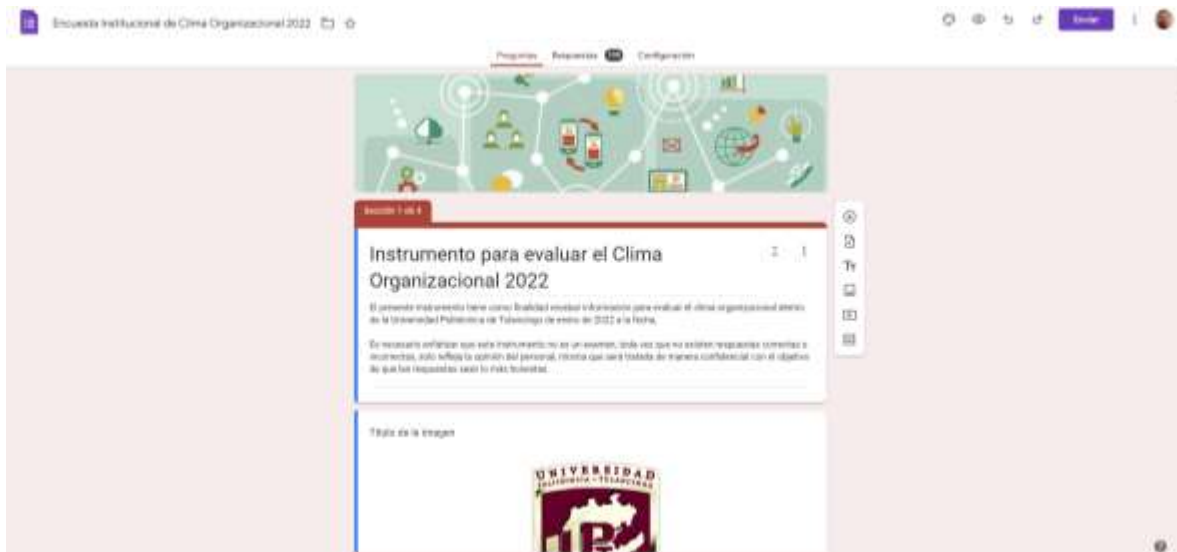 Encuesta Institucional de Clima Organizacional 2022
Enviar
Preguntas Respuestas Configuración
Sección 1 de 4
Instrumento para evaluar el Clima
Organizacional 2022
El presente instrumento tiene como finalidad recabar información para evaluar el clima organizacional dentro
de la Universidad Politécnica de Tulancingo de enero de 2022 a la fecha,
Es necesario enfatizar que este instrumento no es un examen, toda vez que no existen respuestas correctas o
incorrectas, solo refleja la opinión del personal, misma que será tratada de manera confidencial con el objetivo
de que las respuestas sean lo más honestas.
Tt
Título de la imagen
UNIVERSIDAD
POLITÉCNICA TULANCINGO